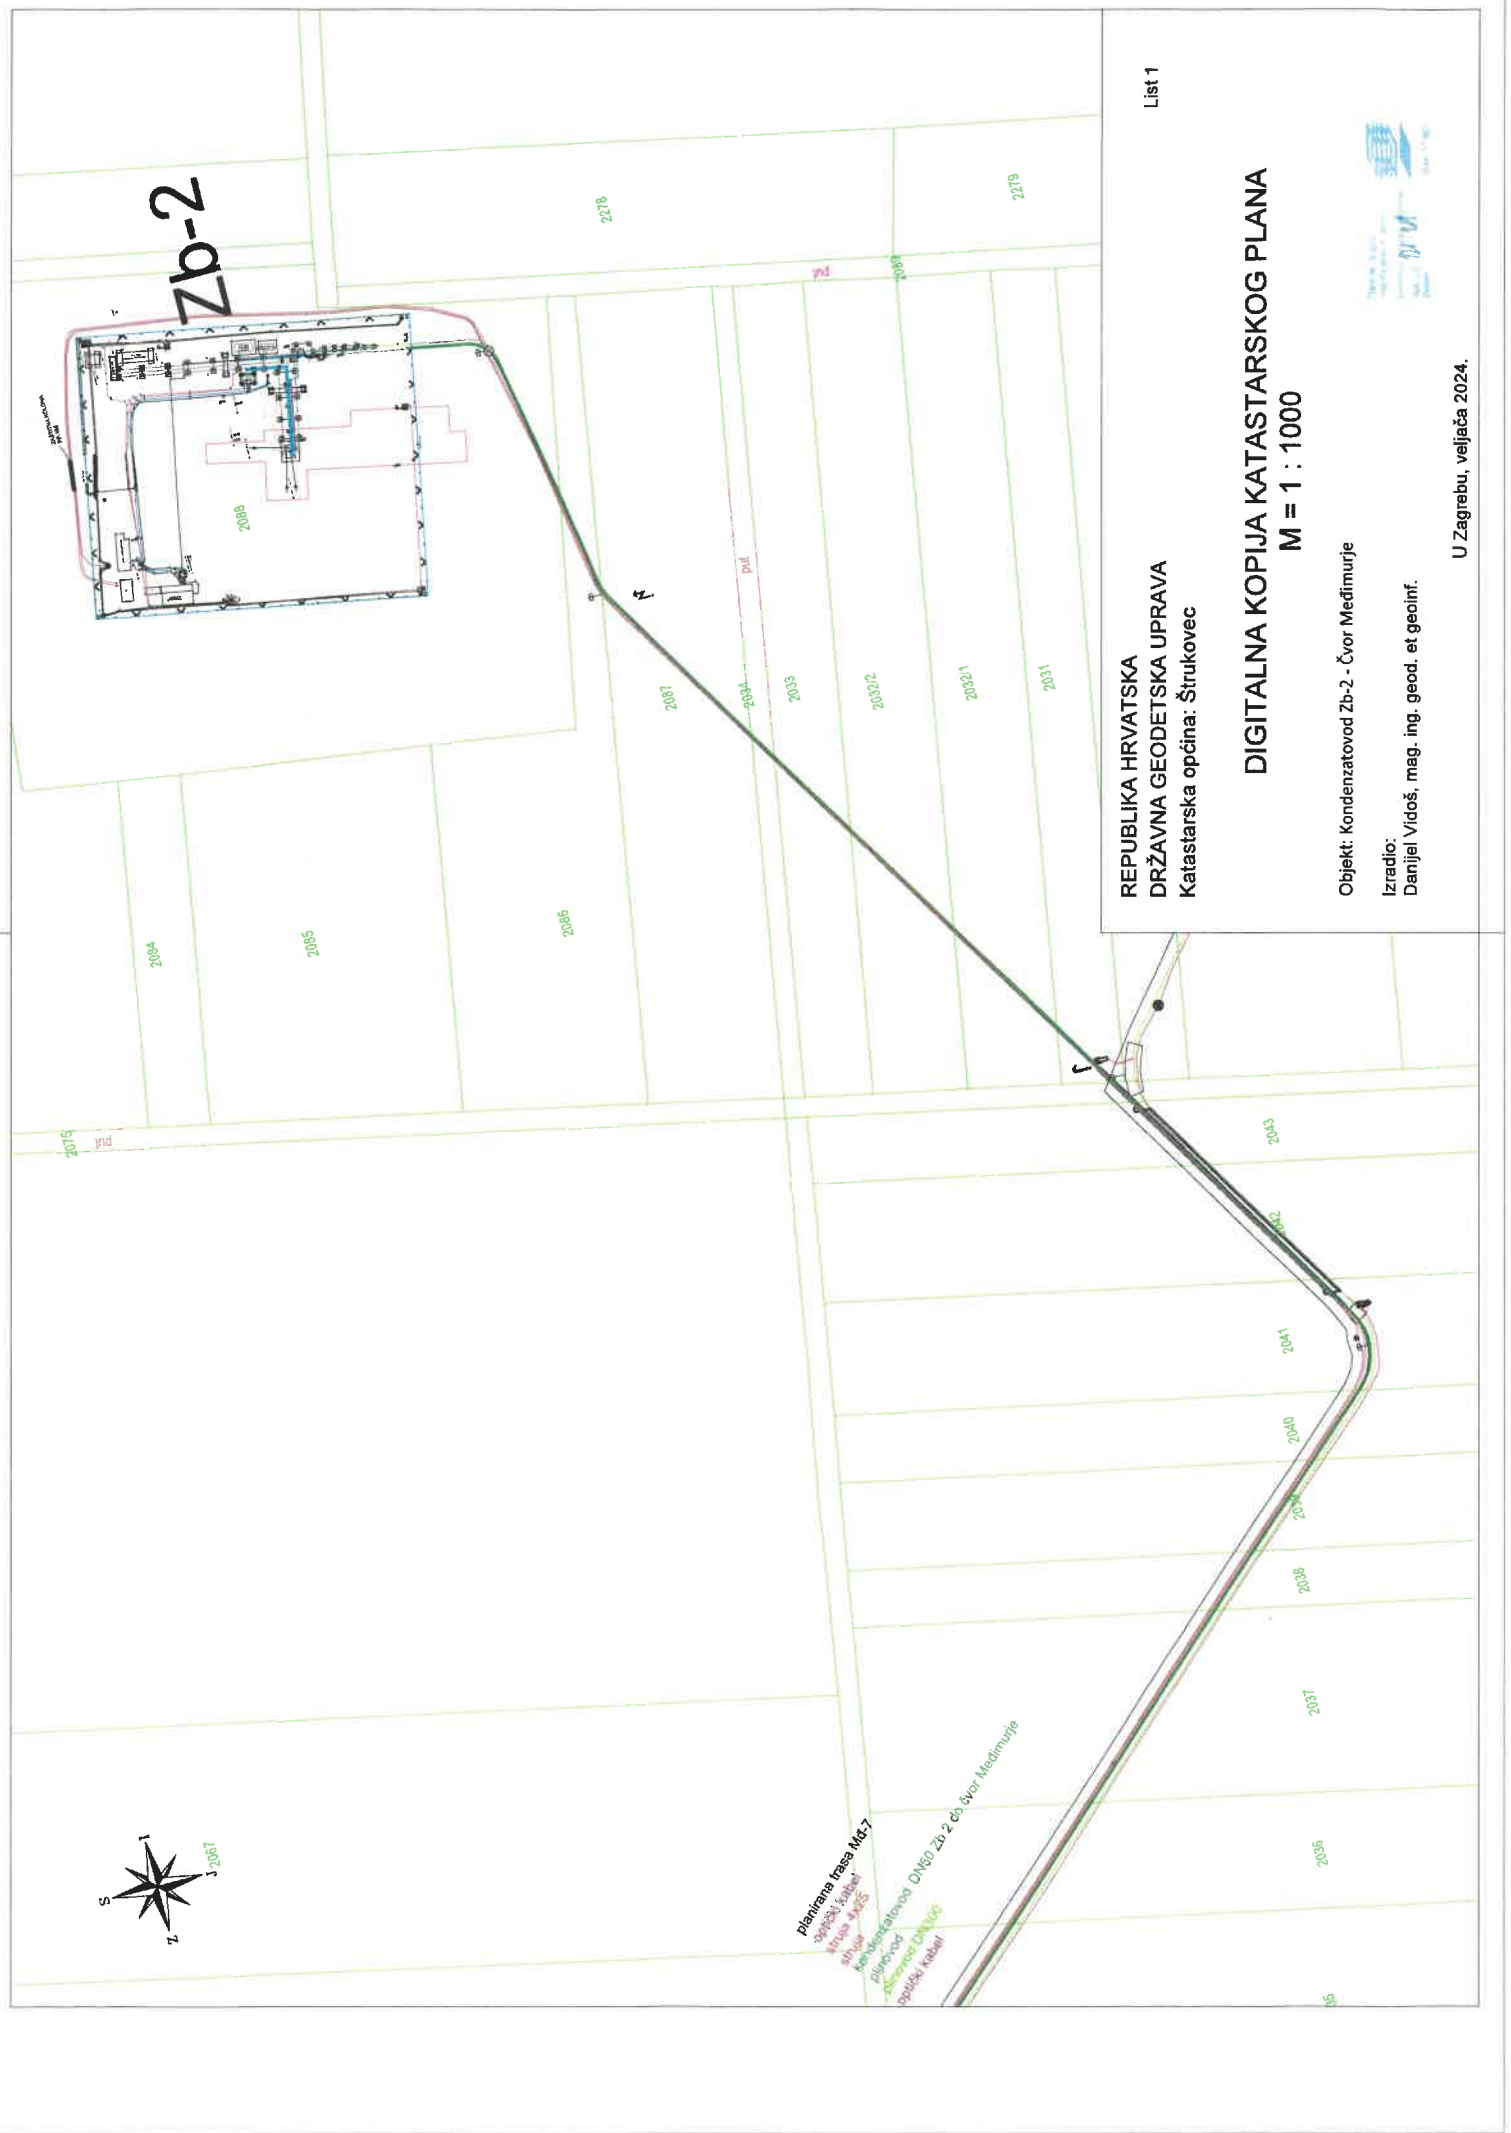 Zb-2
2088
2278
2279
2089
put
2087
2034
put
2033
2032/2
2032/1
2031
2084
2085
2086
2075
put
2043
2042
2041
2040
2039
2038
2037
2036
2067
S
I
J
Z
planirana trasa Mđ-7
optički kabel
struja 4x25
struja
kondenzatovod DN50 Zb-2 do čvor Međimurje
plinovod
plinovod DN300
optički kabel
List 1
REPUBLIKA HRVATSKA
DRŽAVNA GEODETSKA UPRAVA
Katastarska općina: Štrukovec
DIGITALNA KOPIJA KATASTARSKOG PLANA
M = 1 : 1000
Objekt: Kondenzatovod Zb-2 - Čvor Međimurje
Izradio:
Danijel Vidoš, mag. ing. geod. et geoinf.
U Zagrebu, veljača 2024.